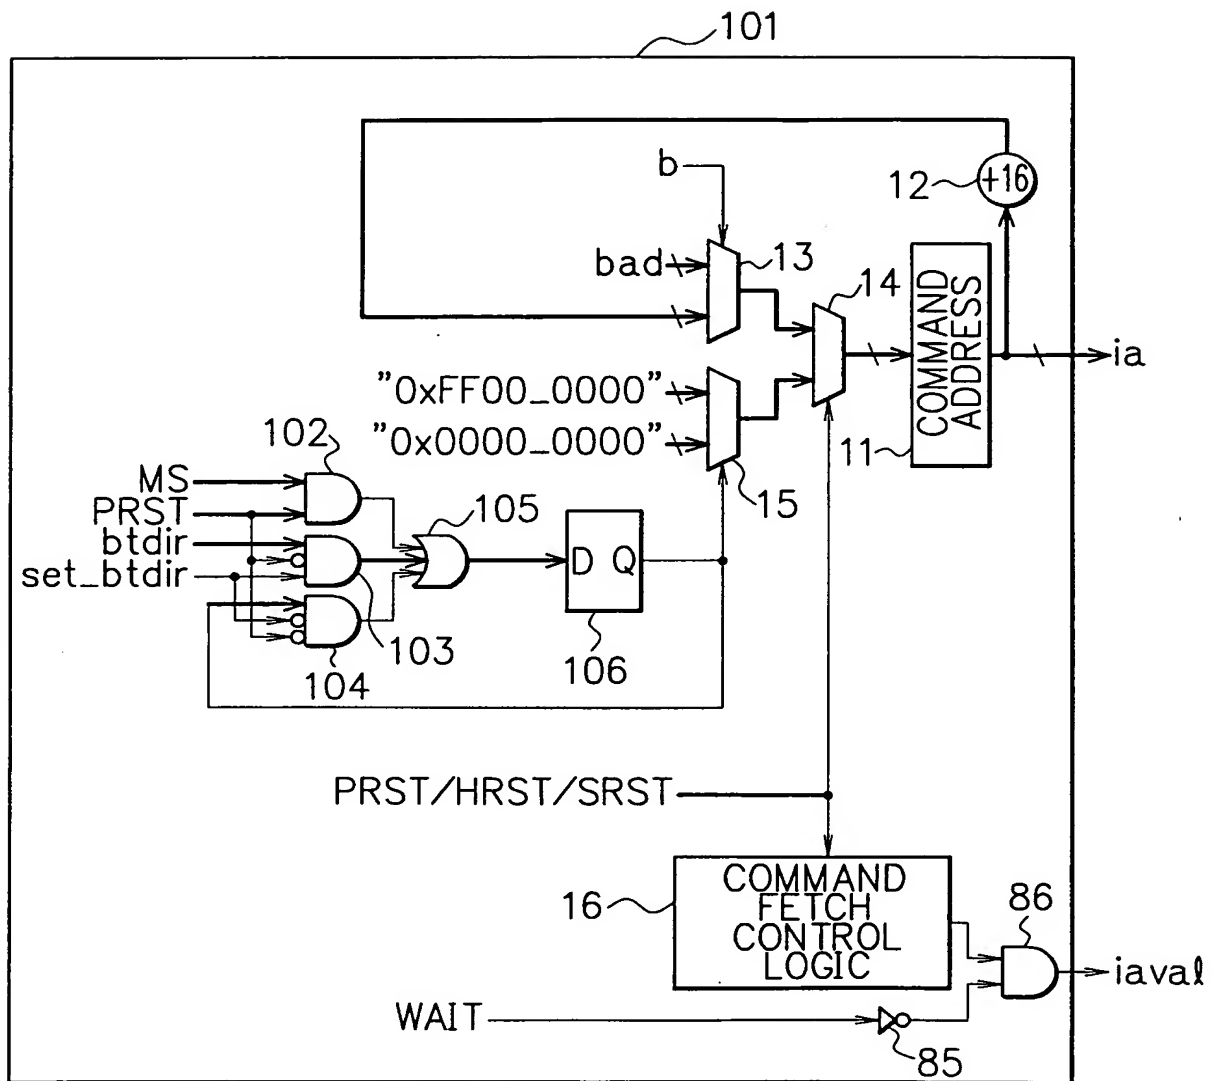 101
b
12
+16
bad
13
14
COMMAND
ADDRESS
ia
"0xFF00_0000"
"0x0000_0000"
11
15
102
MS
PRST
btdir
set_btdir
105
D Q
103
104
106
PRST/HRST/SRST
16
COMMAND
FETCH
CONTROL
LOGIC
86
iaval
WAIT
85